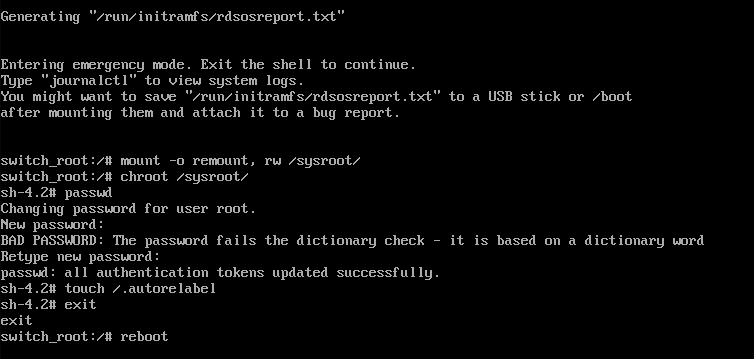 Generating "/run/initramfs/rdsosreport.txt"
Entering emergency mode. Exit the shell to continue.
Type "journalctl" to view system logs.
You might want to save "/run/initramfs/rdsosreport.txt" to a USB stick or /boot
after mounting them and attach it to a bug report.
switch_root:/# mount -o remount, rw /sysroot/
switch_root:/# chroot /sysroot/
sh-4.2# passwd
Changing password for user root.
New password:
BAD PASSWORD: The password fails the dictionary check - it is based on a dictionary word
Retype new password:
passwd: all authentication tokens updated successfully.
sh-4.2# touch /.autorelabel
sh-4.2# exit
exit
switch_root:/# reboot